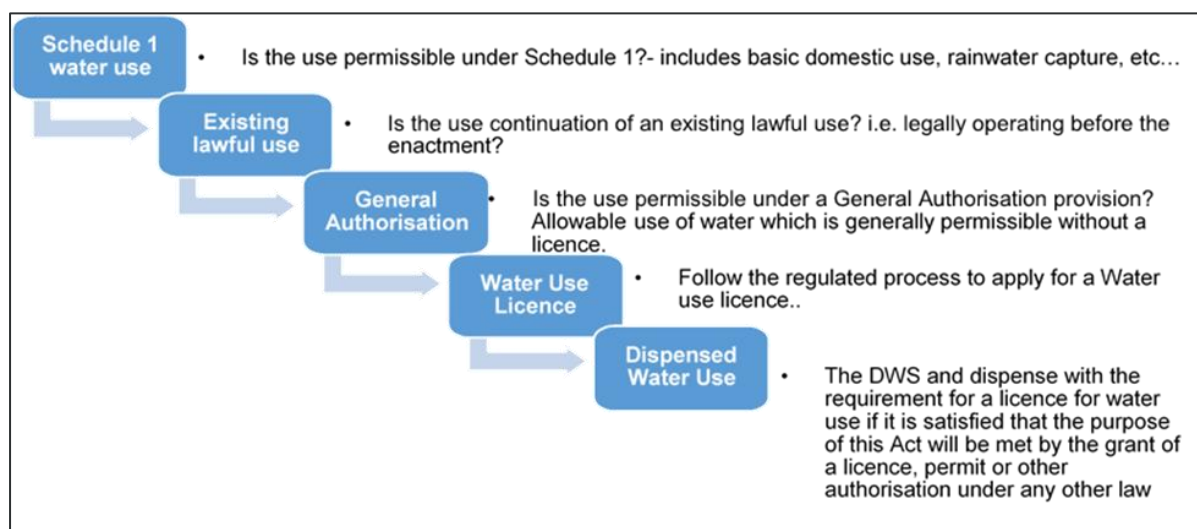 Schedule 1
water use
• Is the use permissible under Schedule 1?- includes basic domestic use, rainwater capture, etc…
Existing
lawful use
• Is the use continuation of an existing lawful use? i.e. legally operating before the
enactment?
General
Authorisation
• Is the use permissible under a General Authorisation provision?
Allowable use of water which is generally permissible without a
licence.
Water Use
Licence
• Follow the regulated process to apply for a Water
use licence..
Dispensed
Water Use
• The DWS and dispense with the
requirement for a licence for water
use if it is satisfied that the purpose
of this Act will be met by the grant of
a licence, permit or other
authorisation under any other law